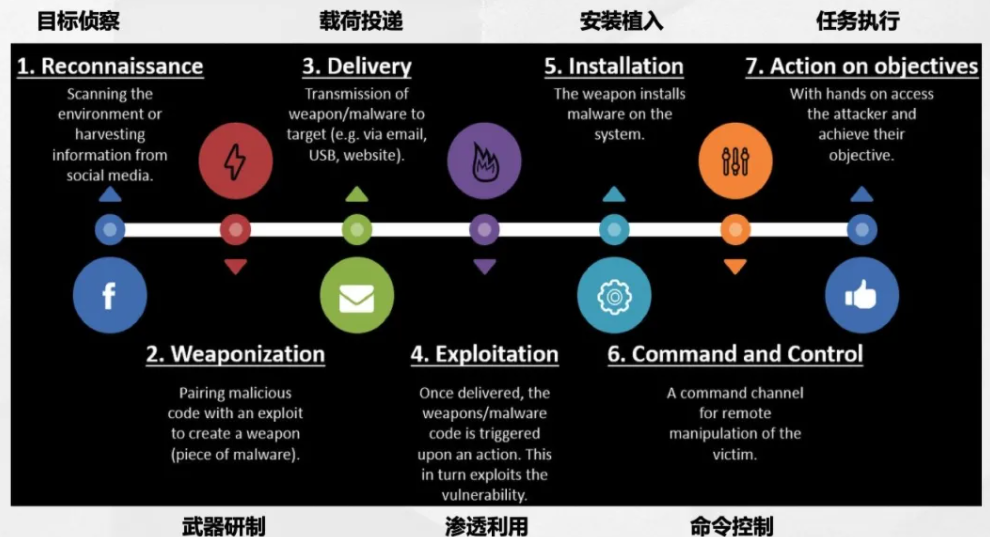 目标侦察
载荷投递
安装植入
任务执行
1. Reconnaissance
Scanning the
environment or
harvesting
information from
social media.
3. Delivery
Transmission of
weapon/malware to
target (e.g. via email,
USB, website).
5. Installation
The weapon installs
malware on the
system.
7. Action on objectives
With hands on access
the attacker and
achieve their
objective.
f
2. Weaponization
Pairing malicious
code with an exploit
to create a weapon
(piece of malware).
4. Exploitation
Once delivered, the
weapons/malware
code is triggered
upon an action. This
in turn exploits the
vulnerability.
6. Command and Control
A command channel
for remote
manipulation of the
victim.
武器研制
渗透利用
命令控制